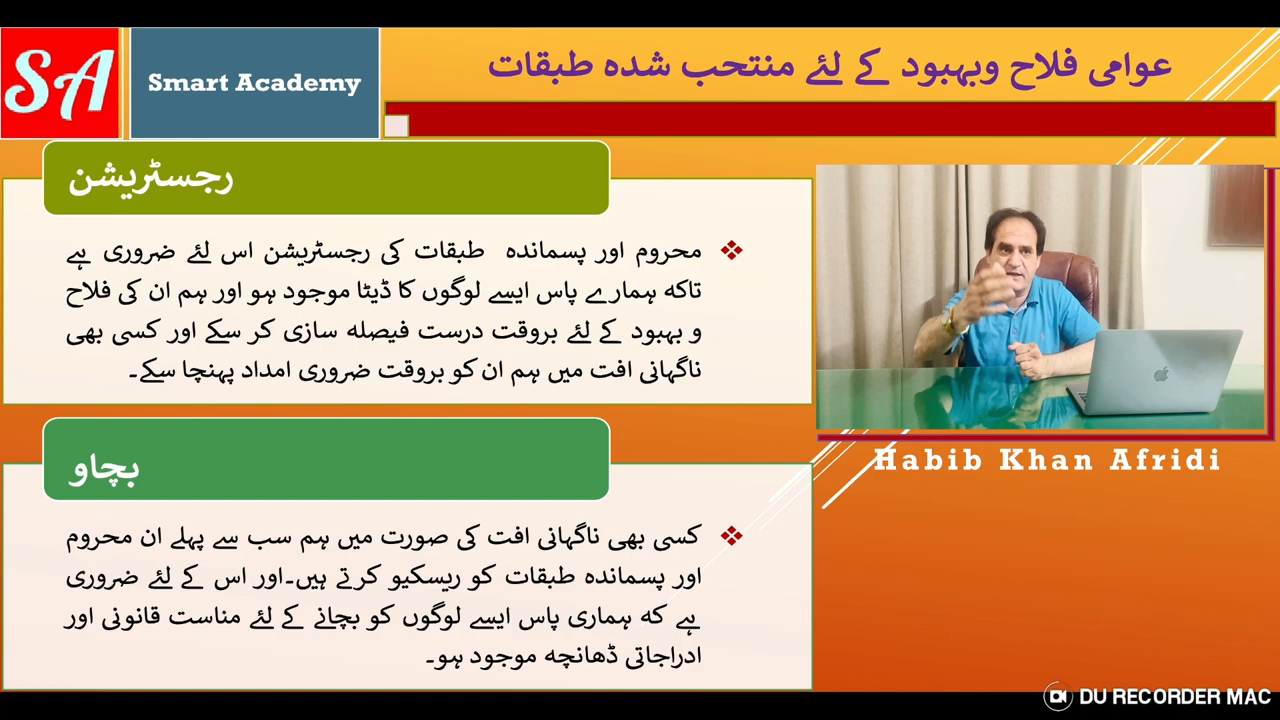 SA
Smart Academy
عوامی فلاح وبہبود کے لئے منتحب شدہ طبقات
رجسٹریشن
محروم اور پسماندہ طبقات کی رجسٹریشن اس لئے ضروری ہے
تاکہ ہمارے پاس ایسے لوگوں کا ڈیٹا موجود ہو اور ہم ان کی فلاح
و بہبود کے لئے بروقت درست فیصلہ سازی کر سکے اور کسی بھی
ناگہانی افت میں ہم ان کو بروقت ضروری امداد پہنچا سکے۔
Habib Khan Afridi
بچاو
کسی بھی ناگہانی افت کی صورت میں ہم سب سے پہلے ان محروم
اور پسماندہ طبقات کو ریسکیو کرتے ہیں۔اور اس کے لئے ضروری
ہے کہ ہماری پاس ایسے لوگوں کو بچانے کے لئے مناست قانونی اور
ادراجاتی ڈھانچہ موجود ہو۔
DU RECORDER MAC